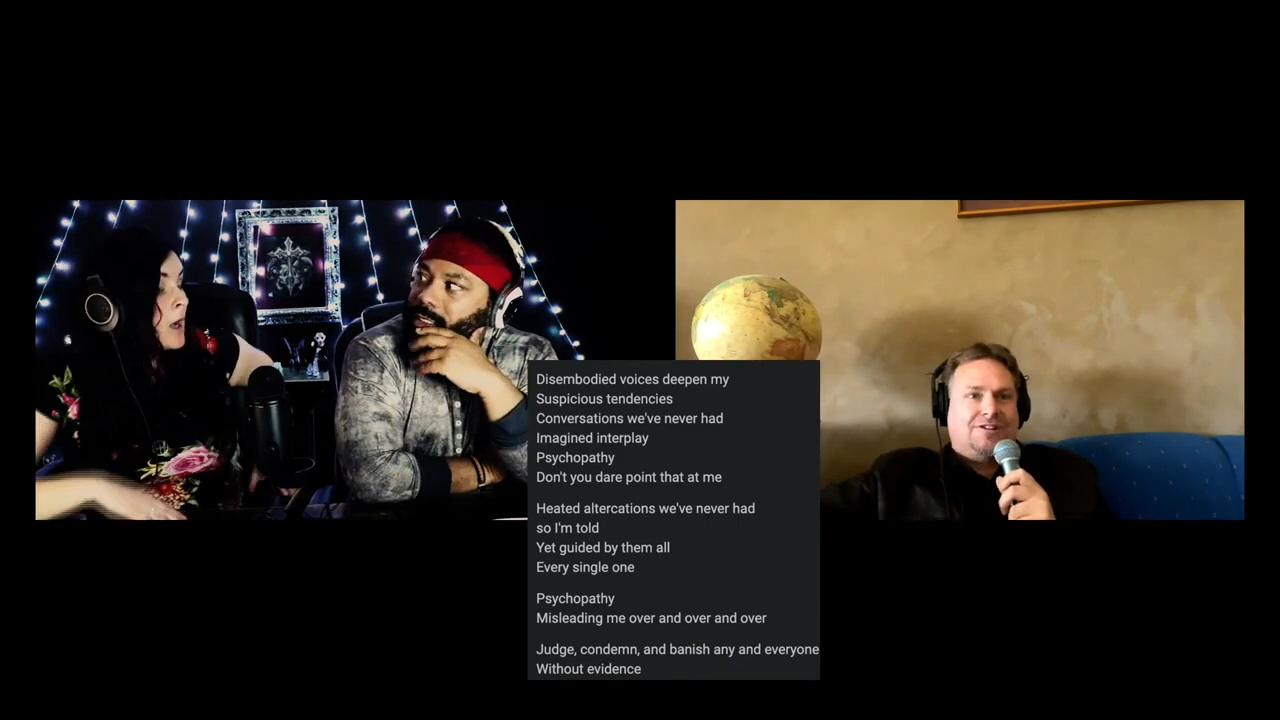 Disembodied voices deepen my
Suspicious tendencies
Conversations we've never had
Imagined interplay
Psychopathy
Don't you dare point that at me
Heated altercations we've never had
so I'm told
Yet guided by them all
Every single one
Psychopathy
Misleading me over and over and over
Judge, condemn, and banish any and everyone
Without evidence